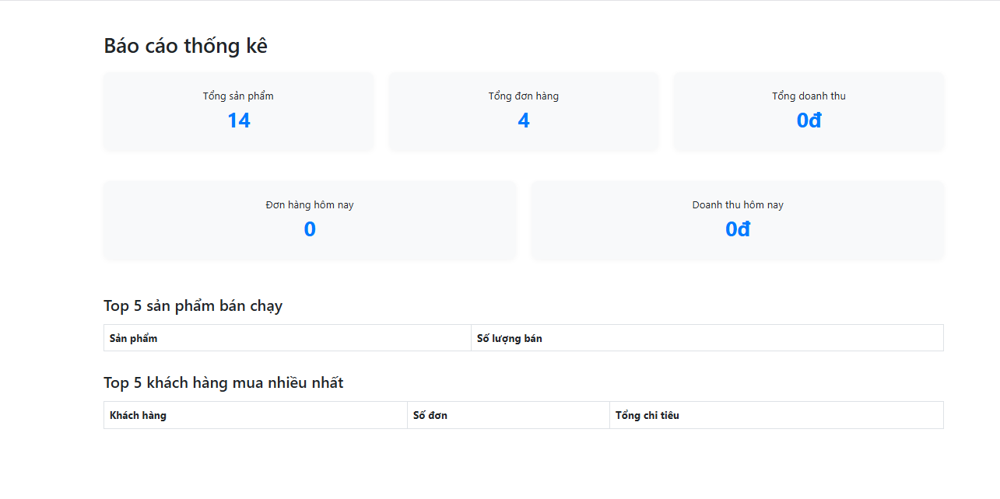 Báo cáo thống kê
Tổng sản phẩm
14
Tổng đơn hàng
4
Tổng doanh thu
0đ
Đơn hàng hôm nay
0
Doanh thu hôm nay
0đ
Top 5 sản phẩm bán chạy
Sản phẩm Số lượng bán
Top 5 khách hàng mua nhiều nhất
Khách hàng Số đơn Tổng chi tiêu